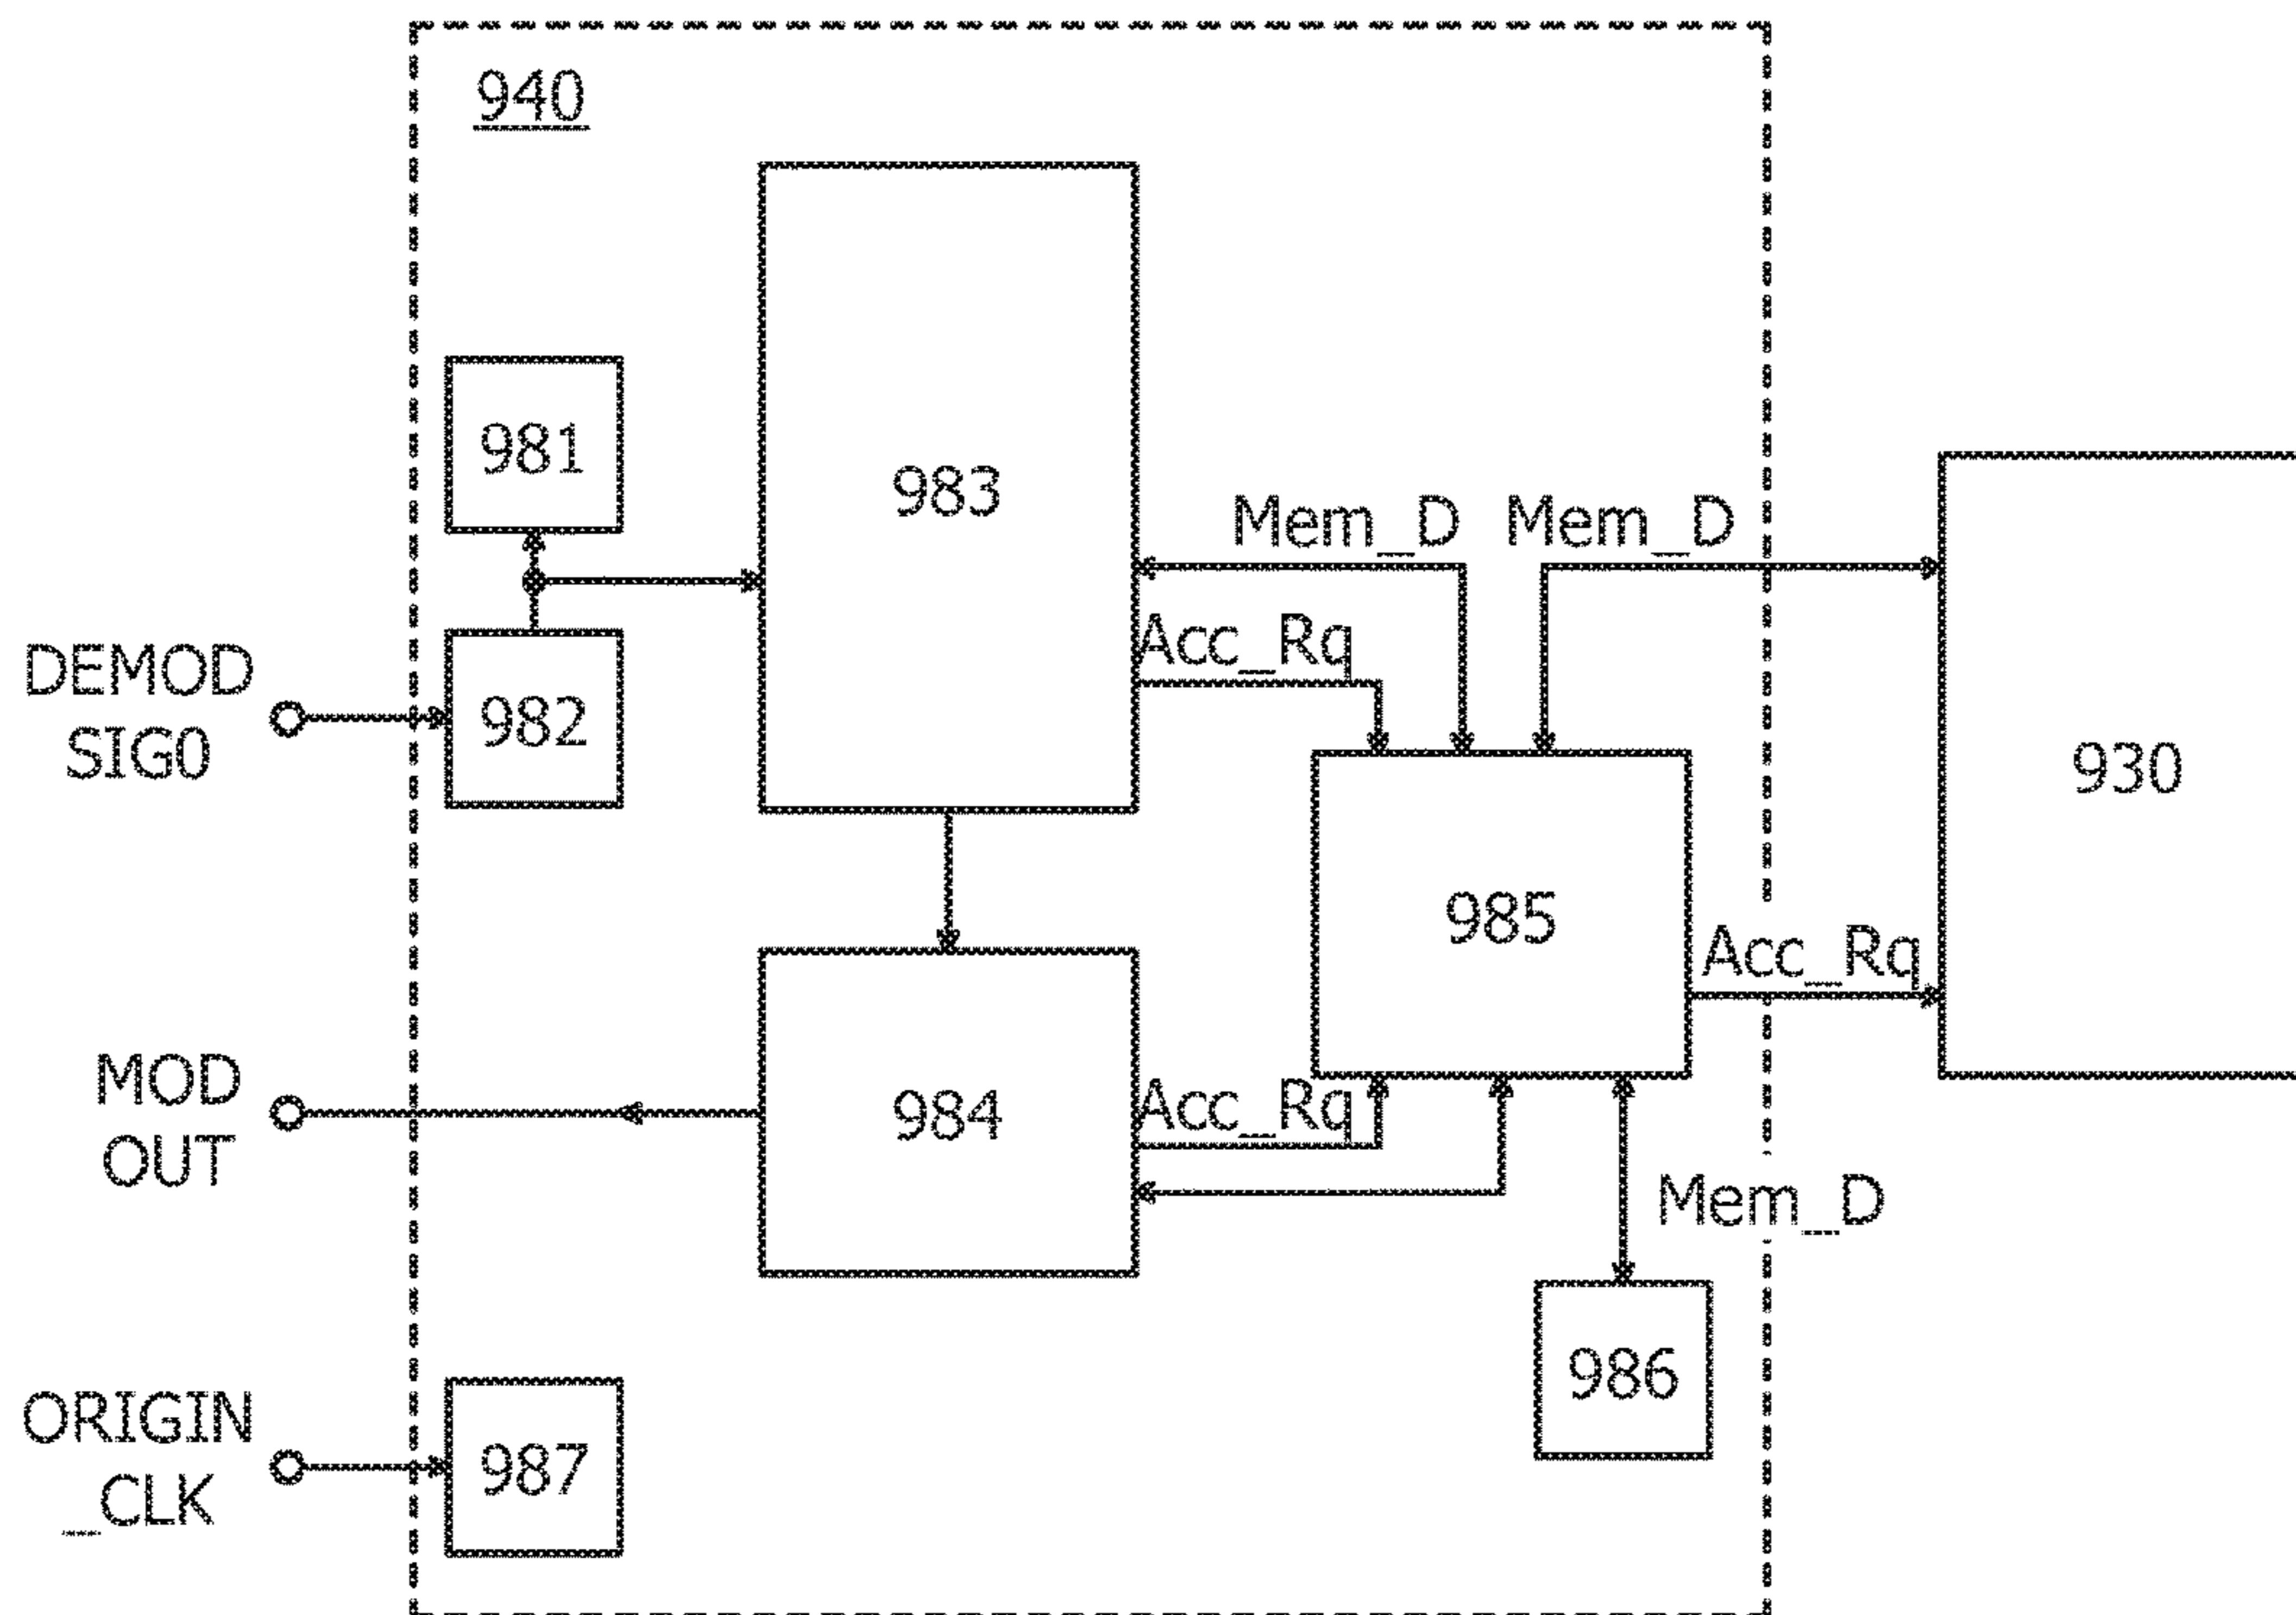 940
981
983
Mem_D
Mem_D
Acc_Rq
DEMOD
SIG0
982
930
985
Acc_Rq
MOD
OUT
984
Acc_Rq
Mem_D
986
ORIGIN
_CLK
987